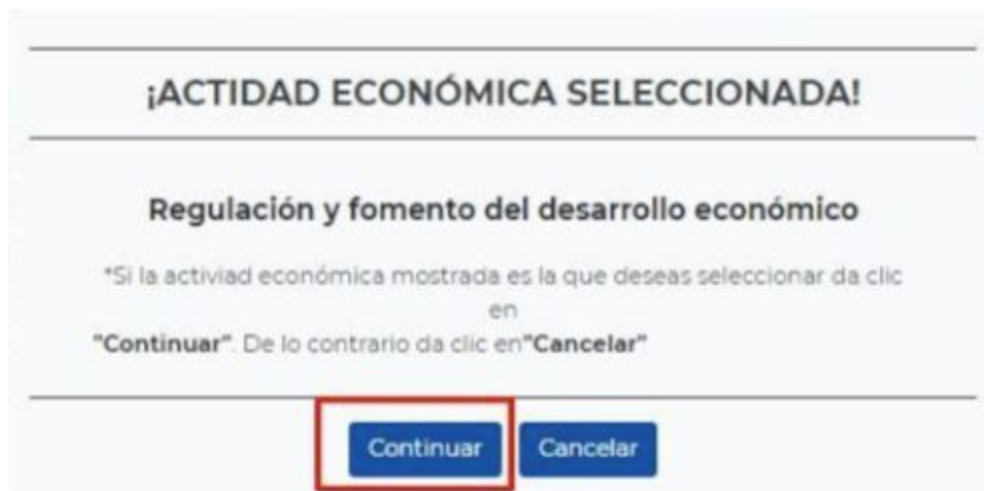 ¡ACTIDAD ECONÓMICA SELECCIONADA!
Regulación y fomento del desarrollo económico
*Si la activiad económica mostrada es la que deseas seleccionar da clic
en
"Continuar". De lo contrario da clic en"Cancelar"
Continuar Cancelar